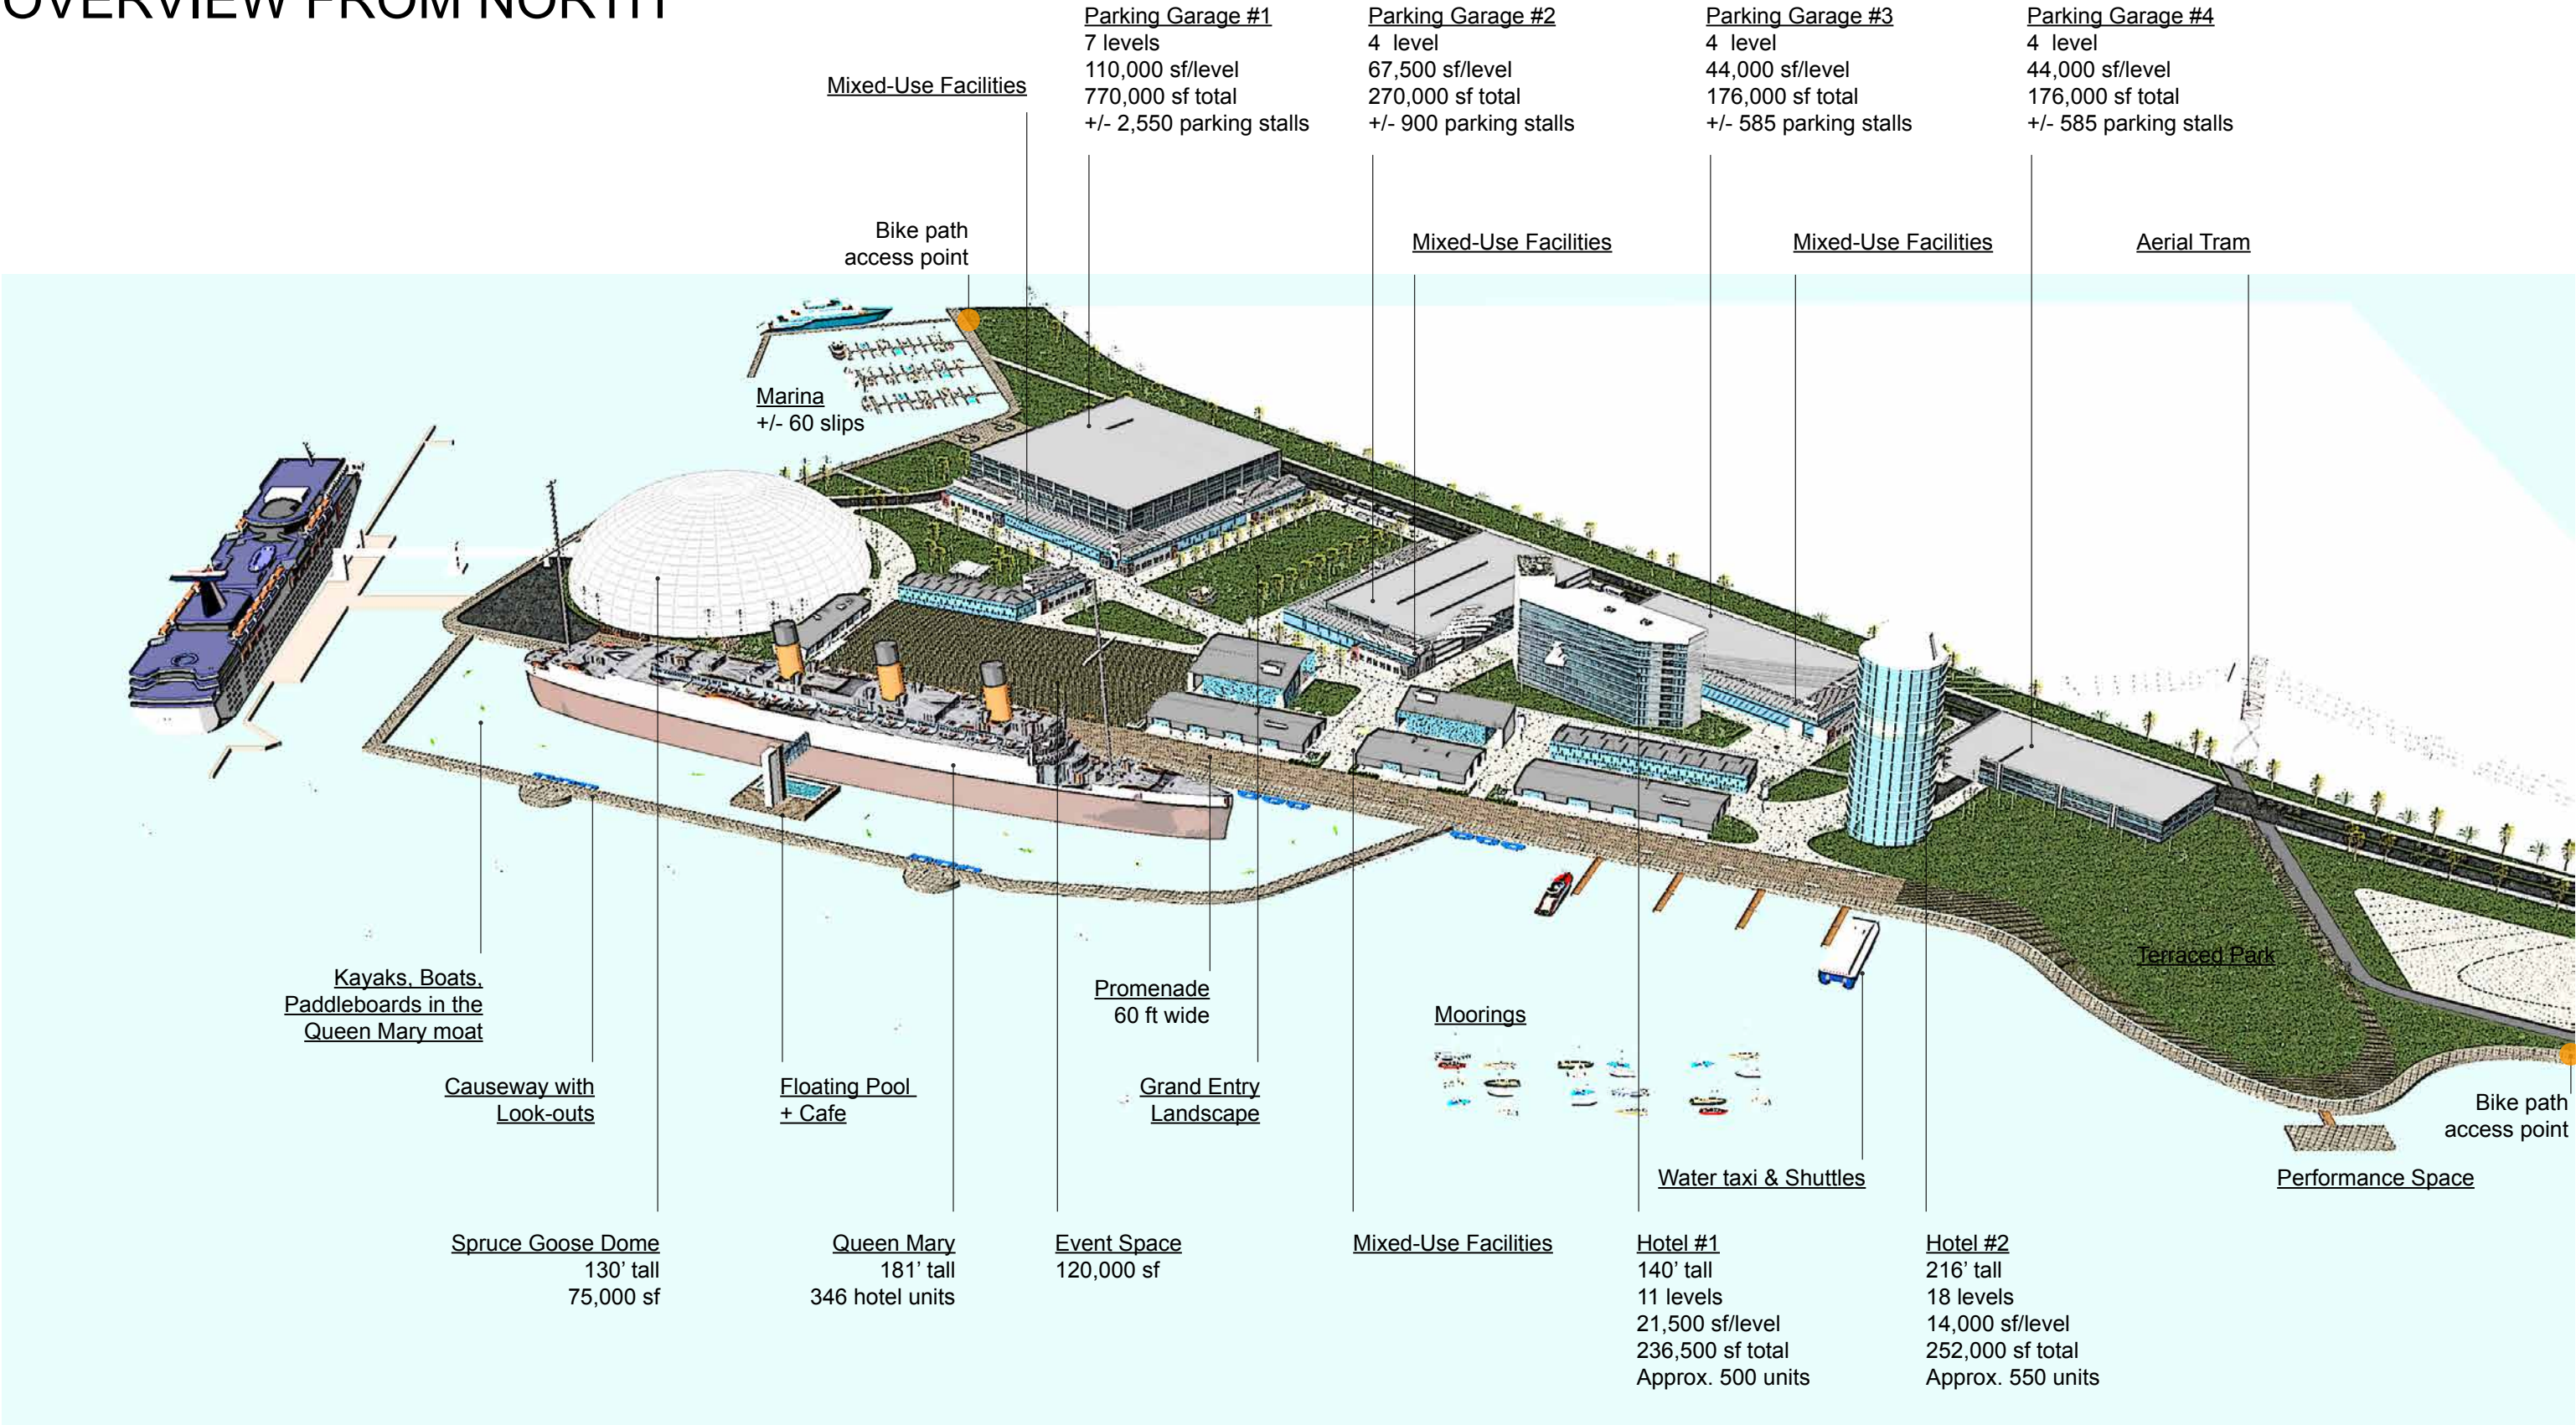 OVERVIEW FROM NORTH
Parking Garage #1
7 levels
110,000 sf/level
770,000 sf total
+/- 2,550 parking stalls
Parking Garage #2
4  level
67,500 sf/level
270,000 sf total
+/- 900 parking stalls
Parking Garage #3
4  level
44,000 sf/level
176,000 sf total
+/- 585 parking stalls
Parking Garage #4
4  level
44,000 sf/level
176,000 sf total
+/- 585 parking stalls
Mixed-Use Facilities
Bike path
access point
Mixed-Use Facilities
Mixed-Use Facilities
Aerial Tram
Marina
+/- 60 slips
Terraced Park
Kayaks, Boats,
Paddleboards in the
Queen Mary moat
Promenade
60 ft wide
Moorings
Causeway with
Look-outs
Floating Pool
+ Cafe
Grand Entry
Landscape
Bike path
access point
Water taxi & Shuttles
Performance Space
Spruce Goose Dome
130’ tall
75,000 sf
Queen Mary
181’ tall
346 hotel units
Event Space
120,000 sf
Mixed-Use Facilities
Hotel #1
140’ tall
11 levels
21,500 sf/level
236,500 sf total
Approx. 500 units
Hotel #2
216’ tall
18 levels
14,000 sf/level
252,000 sf total
Approx. 550 units